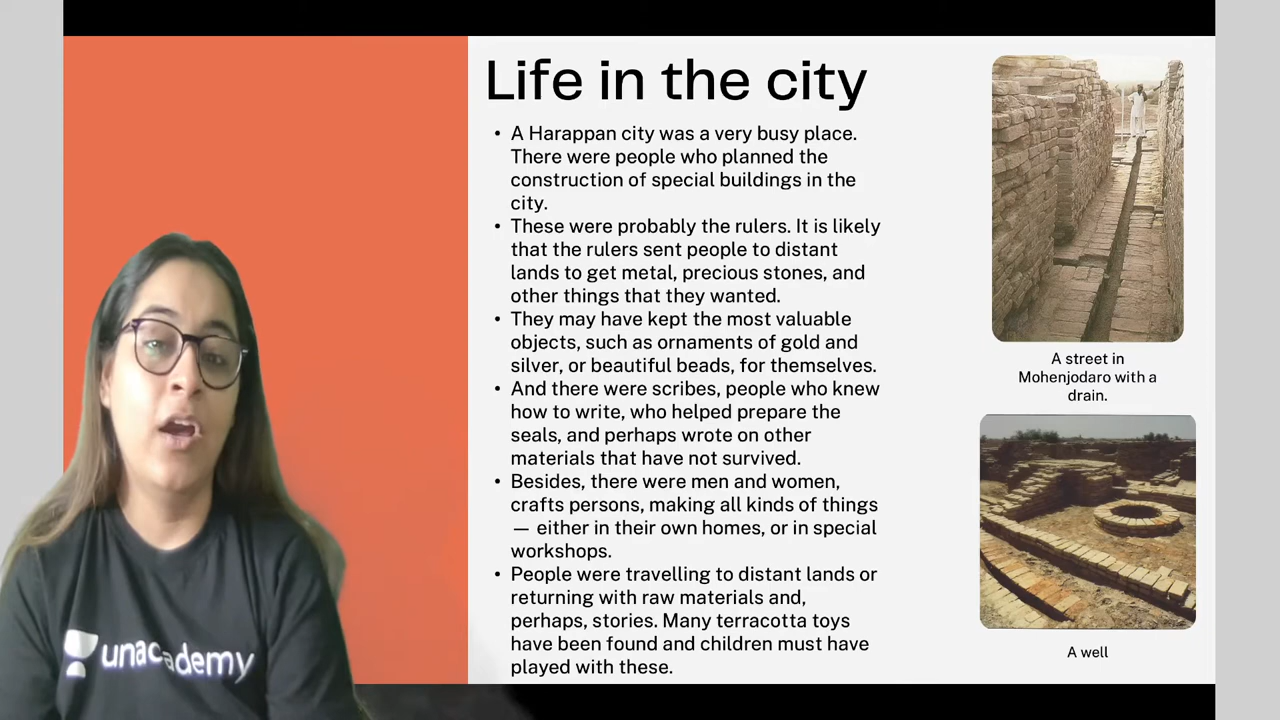 Life in the city
• A Harappan city was a very busy place.
There were people who planned the
construction of special buildings in the
city.
• These were probably the rulers. It is likely
that the rulers sent people to distant
lands to get metal, precious stones, and
other things that they wanted.
• They may have kept the most valuable
objects, such as ornaments of gold and
silver, or beautiful beads, for themselves.
• And there were scribes, people who knew
how to write, who helped prepare the
seals, and perhaps wrote on other
materials that have not survived.
• Besides, there were men and women,
crafts persons, making all kinds of things
— either in their own homes, or in special
workshops.
• People were travelling to distant lands or
returning with raw materials and,
perhaps, stories. Many terracotta toys
have been found and children must have
played with these.
A street in
Mohenjodaro with a
drain.
A well
unacademy